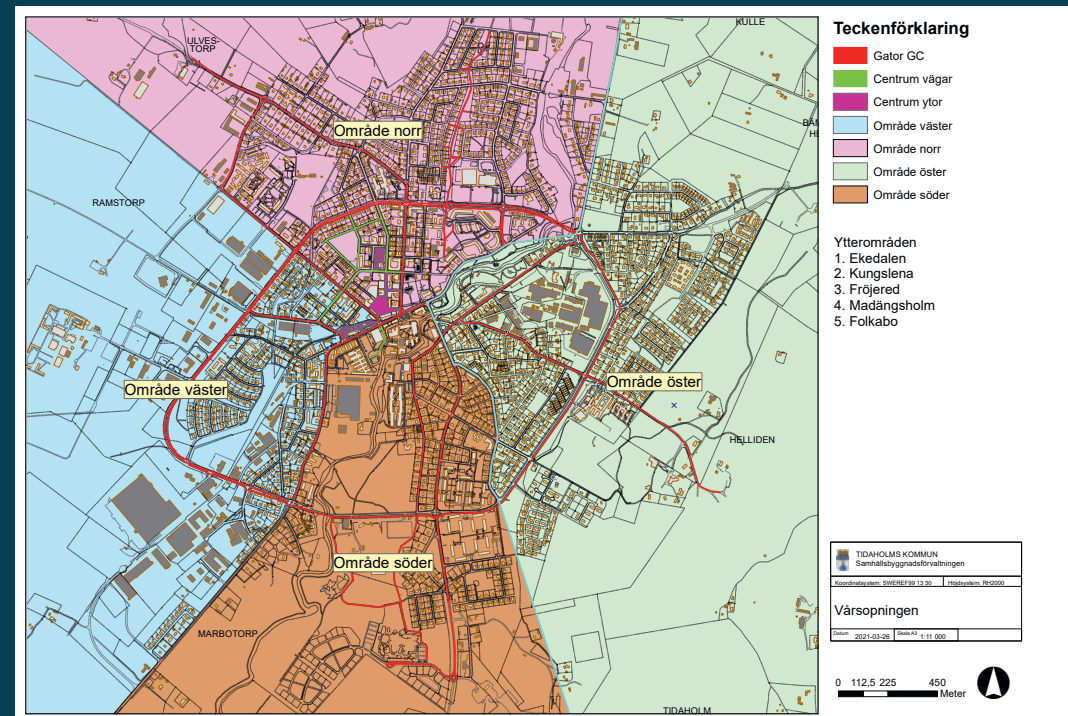 Teckenförklaring
Gator GC
Centrum vägar
Centrum ytor
Område väster
Område norr
Område öster
Område söder
Ytterområden
1. Ekedalen
2. Kungslena
3. Fröjered
4. Madängsholm
5. Folkabo
KULLE
ULVES-
TORP
Område norr
RAMSTORP
Område väster
Område öster
HELLIDEN
Område söder
MARBOTORP
TIDAHOLM
TIDAHOLMS KOMMUN
Samhällsbyggnadsförvaltningen
Koordinatsystem: SWEREF99 13 30 Höjdsystem: RH2000
Vårsopningen
Datum 2021-03-26 Skala A3 1:11 000
0 112,5 225 450
Meter